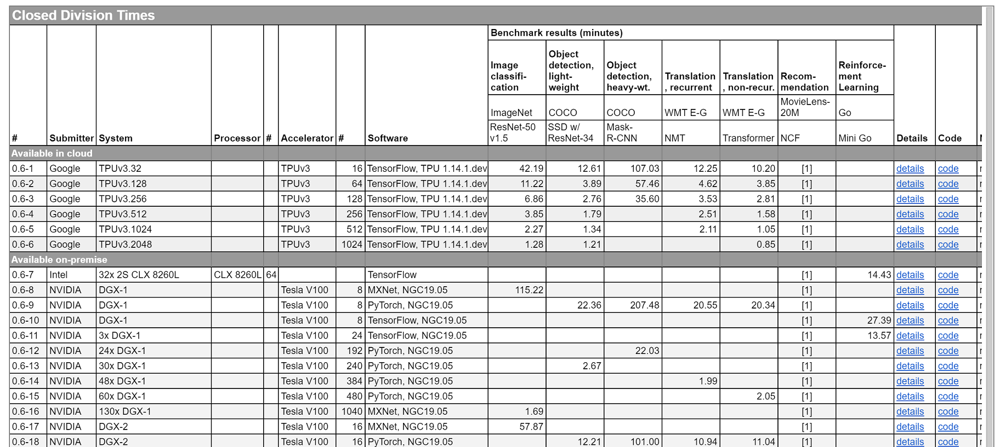 Closed Division Times
Benchmark results (minutes)
# Submitter System Processor # Accelerator # Software Image classifi-cation Object detection, light-weight Object detection, heavy-wt. Translation, recurrent Translation, non-recur. Recom-mendation Reinforce-ment Learning Details Code
ImageNet COCO COCO WMT E-G WMT E-G MovieLens-20M Go
ResNet-50 v1.5 SSD w/ ResNet-34 Mask-R-CNN NMT Transformer NCF Mini Go
Available in cloud
0.6-1 Google TPUv3.32 TPUv3 16 TensorFlow, TPU 1.14.1.dev 42.19 12.61 107.03 12.25 10.20 [1] details code
0.6-2 Google TPUv3.128 TPUv3 64 TensorFlow, TPU 1.14.1.dev 11.22 3.89 57.46 4.62 3.85 [1] details code
0.6-3 Google TPUv3.256 TPUv3 128 TensorFlow, TPU 1.14.1.dev 6.86 2.76 35.60 3.53 2.81 [1] details code
0.6-4 Google TPUv3.512 TPUv3 256 TensorFlow, TPU 1.14.1.dev 3.85 1.79 2.51 1.58 [1] details code
0.6-5 Google TPUv3.1024 TPUv3 512 TensorFlow, TPU 1.14.1.dev 2.27 1.34 2.11 1.05 [1] details code
0.6-6 Google TPUv3.2048 TPUv3 1024 TensorFlow, TPU 1.14.1.dev 1.28 1.21 0.85 [1] details code
Available on-premise
0.6-7 Intel 32x 2S CLX 8260L CLX 8260L 64 TensorFlow [1] 14.43 details code
0.6-8 NVIDIA DGX-1 Tesla V100 8 MXNet, NGC19.05 115.22 [1] details code
0.6-9 NVIDIA DGX-1 Tesla V100 8 PyTorch, NGC19.05 22.36 207.48 20.55 20.34 [1] details code
0.6-10 NVIDIA DGX-1 Tesla V100 8 TensorFlow, NGC19.05 [1] 27.39 details code
0.6-11 NVIDIA 3x DGX-1 Tesla V100 24 TensorFlow, NGC19.05 [1] 13.57 details code
0.6-12 NVIDIA 24x DGX-1 Tesla V100 192 PyTorch, NGC19.05 22.03 [1] details code
0.6-13 NVIDIA 30x DGX-1 Tesla V100 240 PyTorch, NGC19.05 2.67 [1] details code
0.6-14 NVIDIA 48x DGX-1 Tesla V100 384 PyTorch, NGC19.05 1.99 [1] details code
0.6-15 NVIDIA 60x DGX-1 Tesla V100 480 PyTorch, NGC19.05 2.05 [1] details code
0.6-16 NVIDIA 130x DGX-1 Tesla V100 1040 MXNet, NGC19.05 1.69 [1] details code
0.6-17 NVIDIA DGX-2 Tesla V100 16 MXNet, NGC19.05 57.87 [1] details code
0.6-18 NVIDIA DGX-2 Tesla V100 16 PyTorch, NGC19.05 12.21 101.00 10.94 11.04 [1] details code